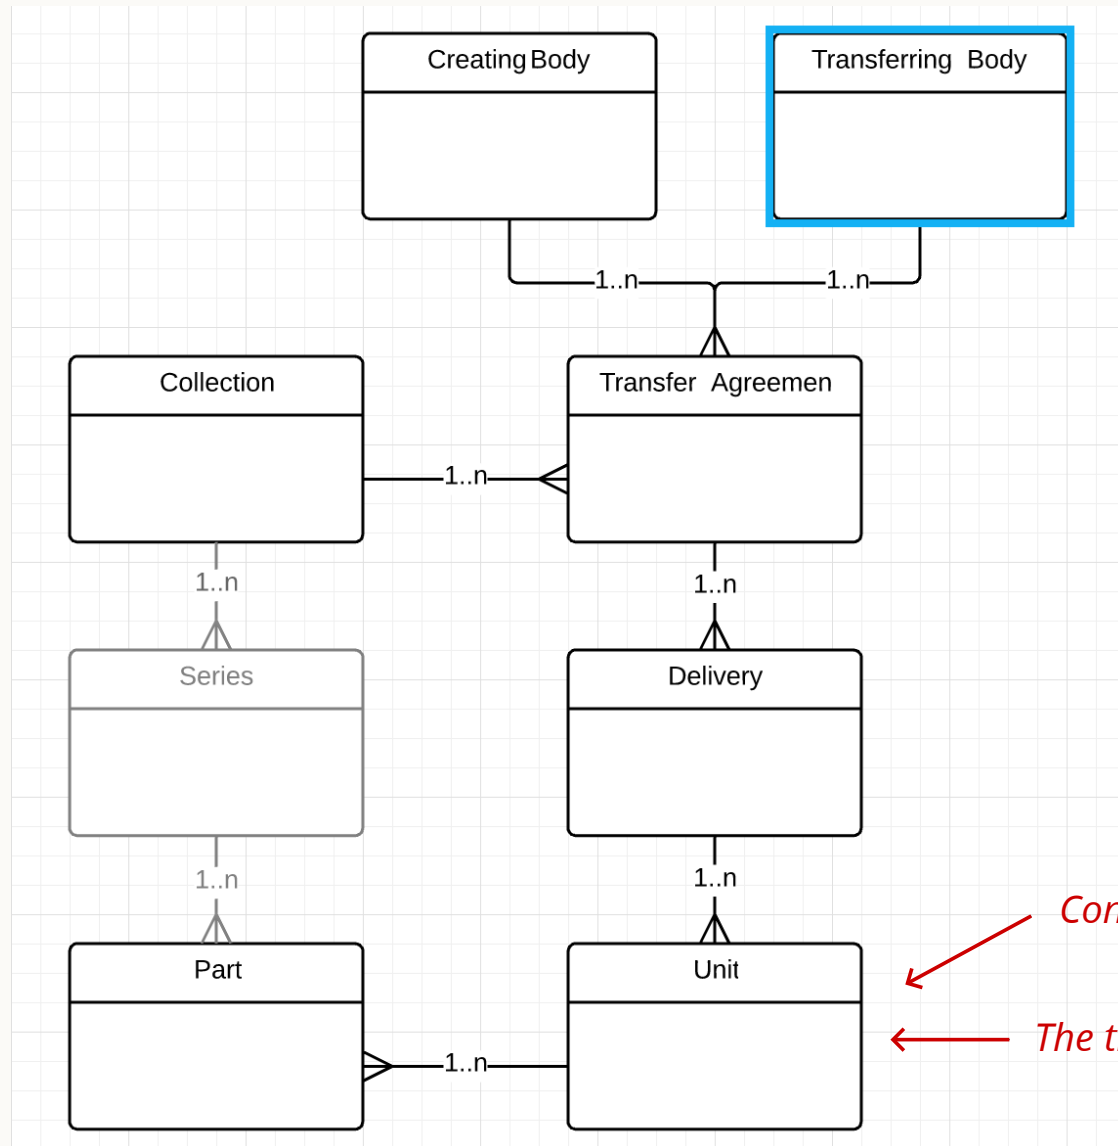 Creating Body
Transferring Body
1..n
1..n
Collection
Transfer Agreemen
1..n
1..n
1..n
Series
Delivery
1..n
1..n
Con
Part
Unit
The t
1..n